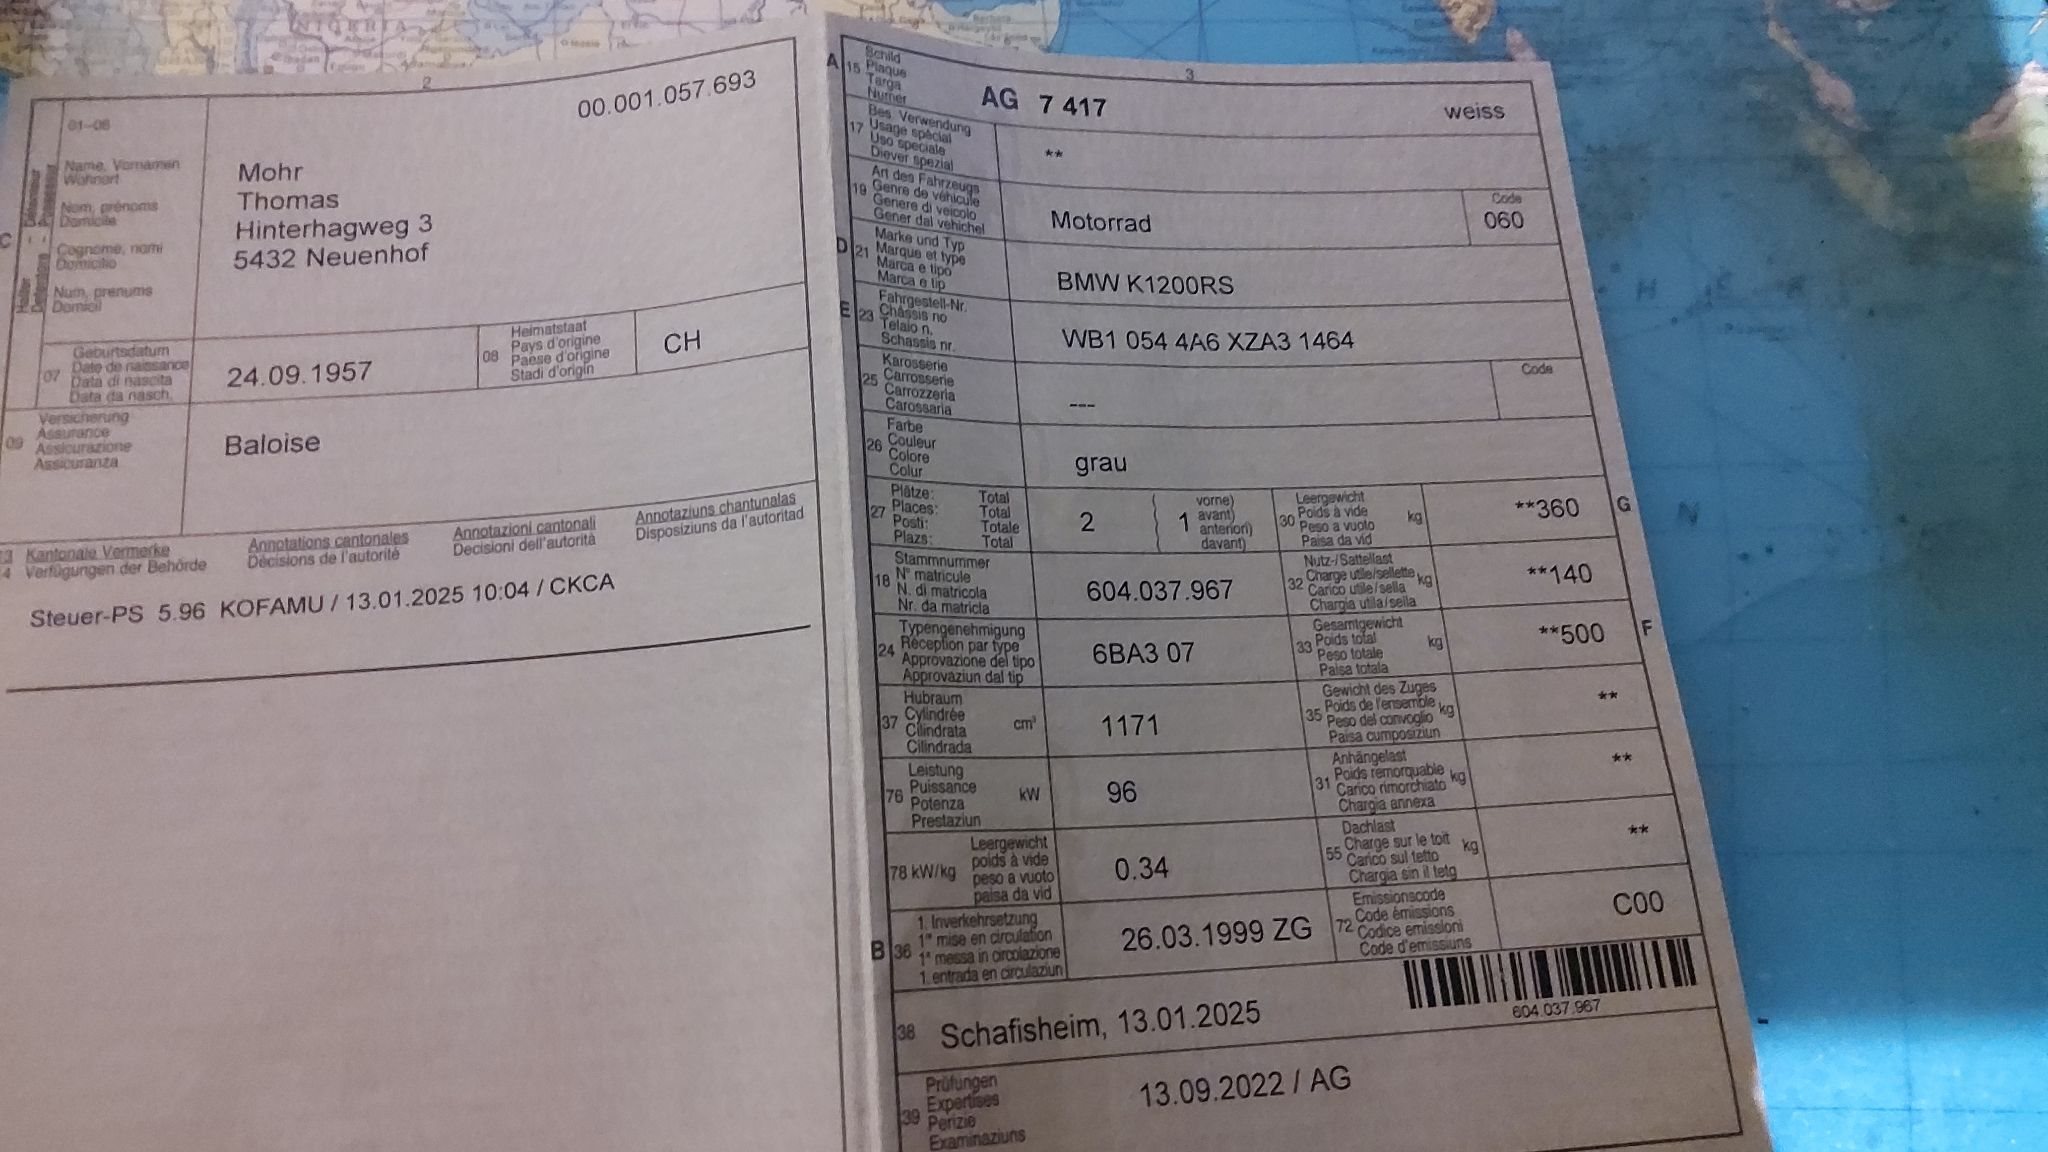 2
00.001.057.693
01-06
C
Name, Vornamen
Wohnort
Nom, prénoms
Domicile
Cognome, nomi
Domicilio
Num, prenums
Domicil
Mohr
Thomas
Hinterhagweg 3
5432 Neuenhof
07
Geburtsdatum
Date de naissance
Data di nascita
Data da nasch.
24.09.1957
08
Heimatstaat
Pays d'origine
Paese d'origine
Stadi d'origin
CH
09
Versicherung
Assurance
Assicurazione
Assicuranza
Baloise
Kantonale Vermerke
Verfügungen der Behörde
Annotations cantonales
Décisions de l'autorité
Annotazioni cantonali
Decisioni dell'autorità
Annotaziuns chantunalas
Disposiziuns da l'autoritad
Steuer-PS 5.96 KOFAMU / 13.01.2025 10:04 / CKCA
3
A
15
Schild
Plaque
Targa
Numer
AG 7 417
weiss
17
Bes. Verwendung
Usage spécial
Uso speciale
Diever spezial
**
19
Art des Fahrzeugs
Genre de véhicule
Genere di veicolo
Gener dal vehichel
Motorrad
Code
060
D
21
Marke und Typ
Marque et type
Marca e tipo
Marca e tip
BMW K1200RS
E
23
Fahrgestell-Nr.
Châssis no
Telaio n.
Schassis nr.
WB1 054 4A6 XZA3 1464
25
Karosserie
Carrosserie
Carrozzeria
Carossaria
---
Code
26
Farbe
Couleur
Colore
Colur
grau
27
Plätze: Total
Places: Total
Posti: Totale
Plazs: Total
2
1
vorne)
avant)
anteriori)
davant)
30
Leergewicht
Poids à vide
Peso a vuoto
Paisa da vid
kg
**360
G
18
Stammnummer
N° matricule
N. di matricola
Nr. da matricla
604.037.967
32
Nutz-/Sattellast
Charge utile/sellette
Carico utile/sella
Chargia utila/sella
kg
**140
24
Typengenehmigung
Réception par type
Approvazione del tipo
Approvaziun dal tip
6BA3 07
33
Gesamtgewicht
Poids total
Peso totale
Paisa totala
kg
**500
F
37
Hubraum
Cylindrée
Cilindrata
Cilindrada
cm³
1171
35
Gewicht des Zuges
Poids de l'ensemble
Peso del convoglio
Paisa cumposiziun
kg
**
76
Leistung
Puissance
Potenza
Prestaziun
kW
96
31
Anhängelast
Poids remorquable
Carico rimorchiato
Chargia annexa
kg
**
78 kW/kg
Leergewicht
poids à vide
peso a vuoto
paisa da vid
0.34
55
Dachlast
Charge sur le toit
Carico sul tetto
Chargia sin il tetg
kg
**
B
36
1. Inverkehrsetzung
1re mise en circulation
1a messa in circolazione
1. entrada en circulaziun
26.03.1999 ZG
72
Emissionscode
Code émissions
Codice emissioni
Code d'emissiuns
C00
38
Schafisheim, 13.01.2025
604.037.967
39
Prüfungen
Expertises
Perizie
Examinaziuns
13.09.2022 / AG